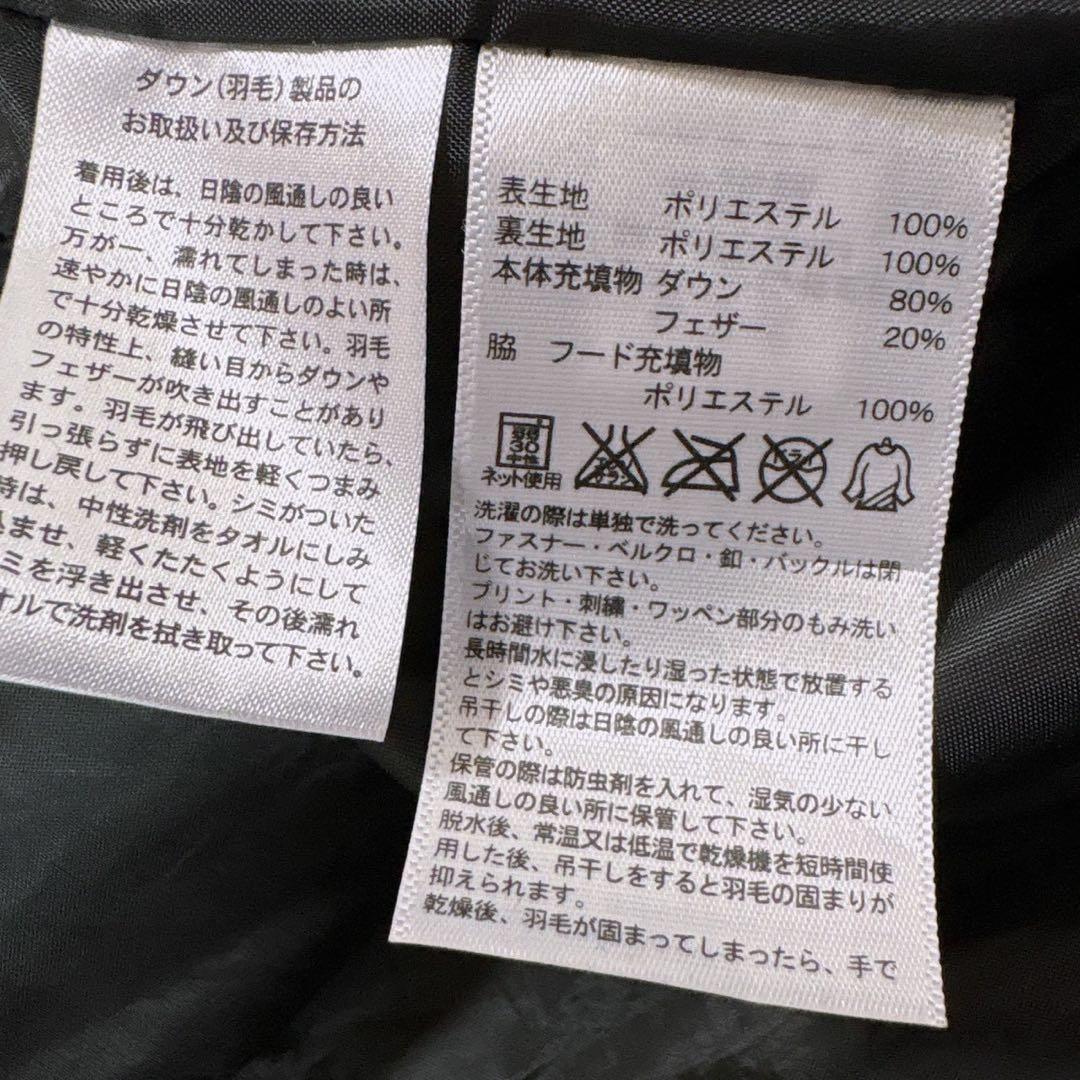 ダウン(羽毛)製品の
お取扱い及び保存方法
着用後は、日陰の風通しの良い
ところで十分乾かして下さい。
万が一、濡れてしまった時は、
速やかに日陰の風通しのよい所
で十分乾燥させて下さい。羽毛
の特性上、縫い目からダウンや
フェザーが吹き出すことがあり
ます。羽毛が飛び出していたら、
引っ張らずに表地を軽くつまみ
押し戻して下さい。シミがついた
時は、中性洗剤をタオルにしみ
込ませ、軽くたたくようにして
ミを浮き出させ、その後濡れ
オルで洗剤を拭き取って下さい。
表生地 ポリエステル 100%
裏生地 ポリエステル 100%
本体充填物 ダウン 80%
フェザー 20%
脇 フード充填物
ポリエステル 100%
弱
30
中性
ネット使用
エンソ
サラシ
ドライ
洗濯の際は単独で洗ってください。
ファスナー・ベルクロ・釦・バックルは閉
じてお洗い下さい。
プリント・刺繍・ワッペン部分のもみ洗い
はお避け下さい。
長時間水に浸したり湿った状態で放置する
とシミや悪臭の原因になります。
吊干しの際は日陰の風通しの良い所に干し
て下さい。
保管の際は防虫剤を入れて、湿気の少ない
風通しの良い所に保管して下さい。
脱水後、常温又は低温で乾燥機を短時間使
用した後、吊干しをすると羽毛の固まりが
抑えられます。
乾燥後、羽毛が固まってしまったら、手で